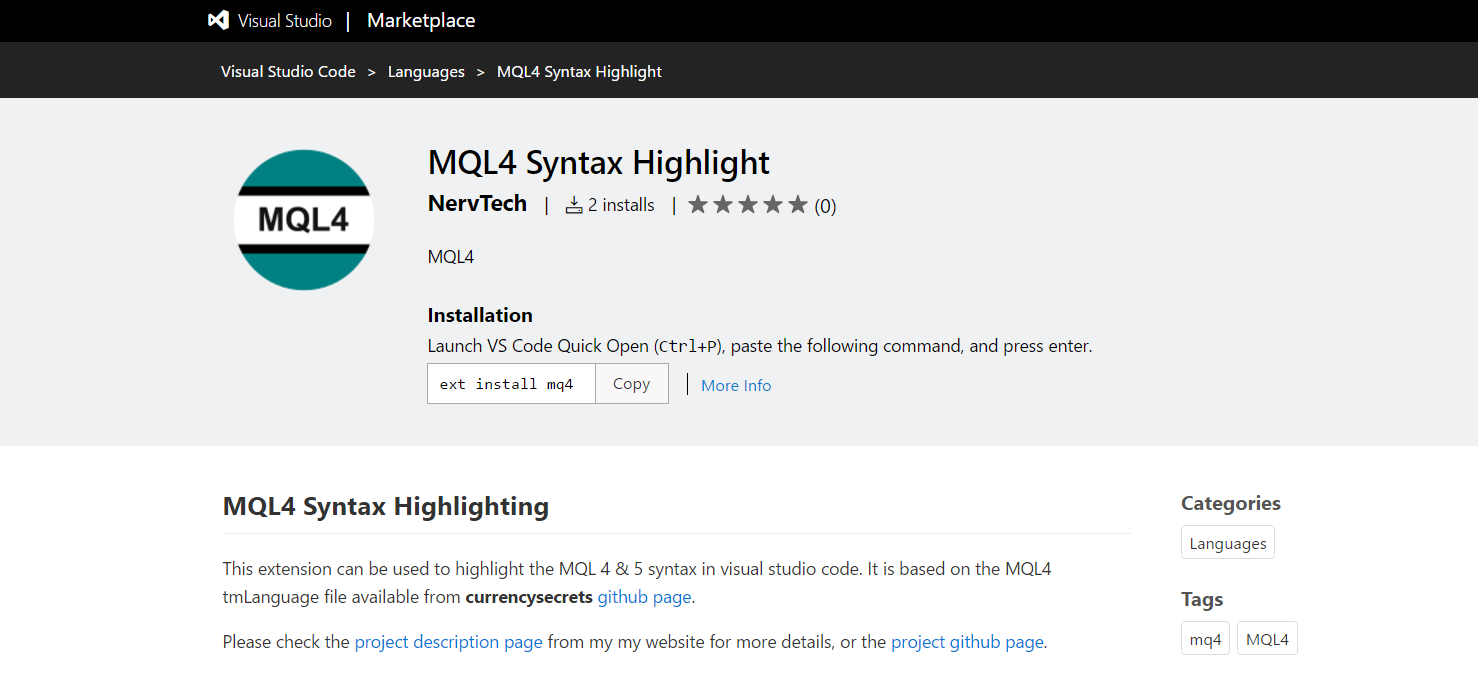 Visual Studio | Marketplace
Visual Studio Code > Languages > MQL4 Syntax Highlight
MQL4
MQL4 Syntax Highlight
NervTech | 2 installs | ★★★★★ (0)
MQL4
Installation
Launch VS Code Quick Open (Ctrl+P), paste the following command, and press enter.
ext install mq4 Copy | More Info
MQL4 Syntax Highlighting
This extension can be used to highlight the MQL 4 & 5 syntax in visual studio code. It is based on the MQL4
tmLanguage file available from currencysecrets github page.
Please check the project description page from my my website for more details, or the project github page.
Categories
Languages
Tags
mq4 MQL4